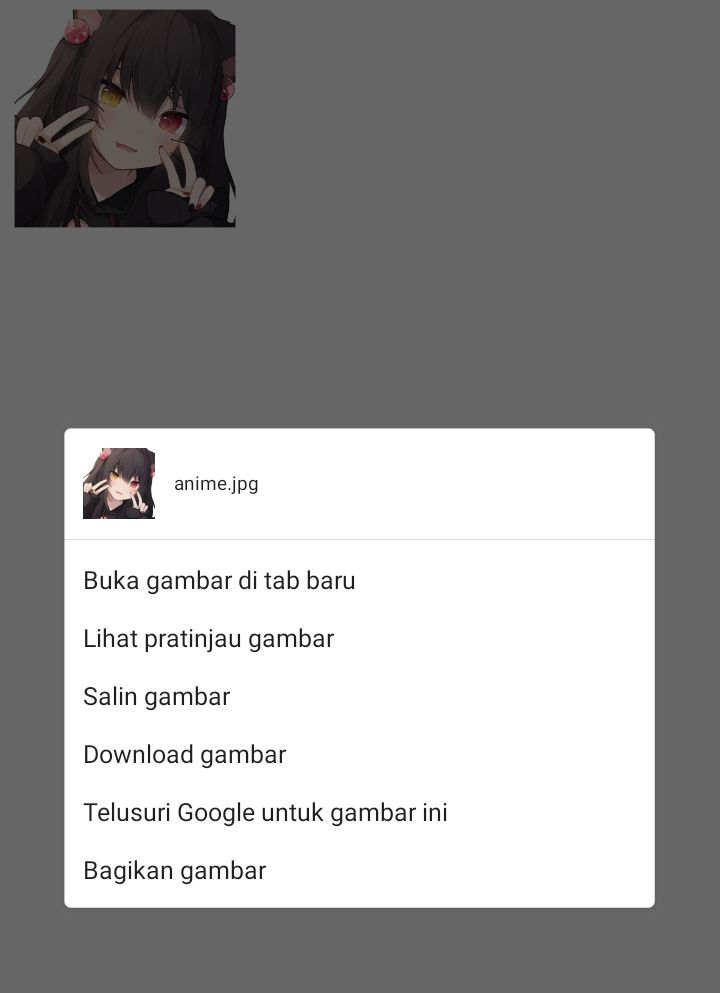 anime.jpg
Buka gambar di tab baru
Lihat pratinjau gambar
Salin gambar
Download gambar
Telusuri Google untuk gambar ini
Bagikan gambar